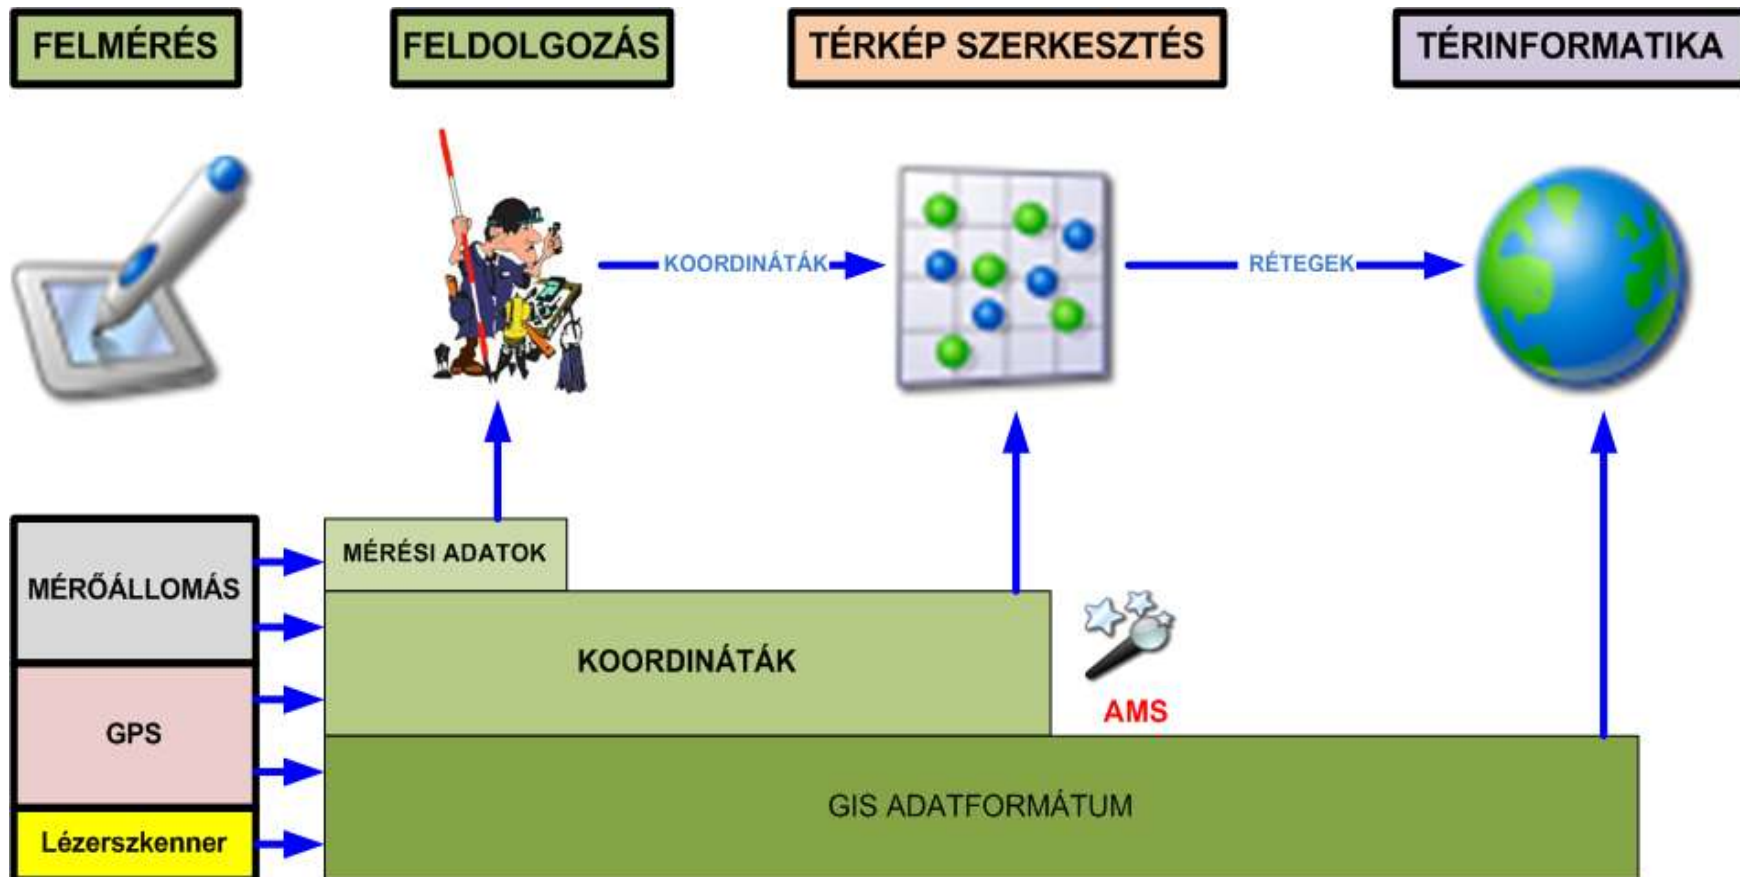 FELMÉRÉS
FELDOLGOZÁS
TÉRKÉP SZERKESZTÉS
TÉRINFORMATIKA
KOORDINÁTÁK
RÉTEGEK
MÉRŐÁLLOMÁS
GPS
Lézerszkenner
MÉRÉSI ADATOK
KOORDINÁTÁK
AMS
GIS ADATFORMÁTUM